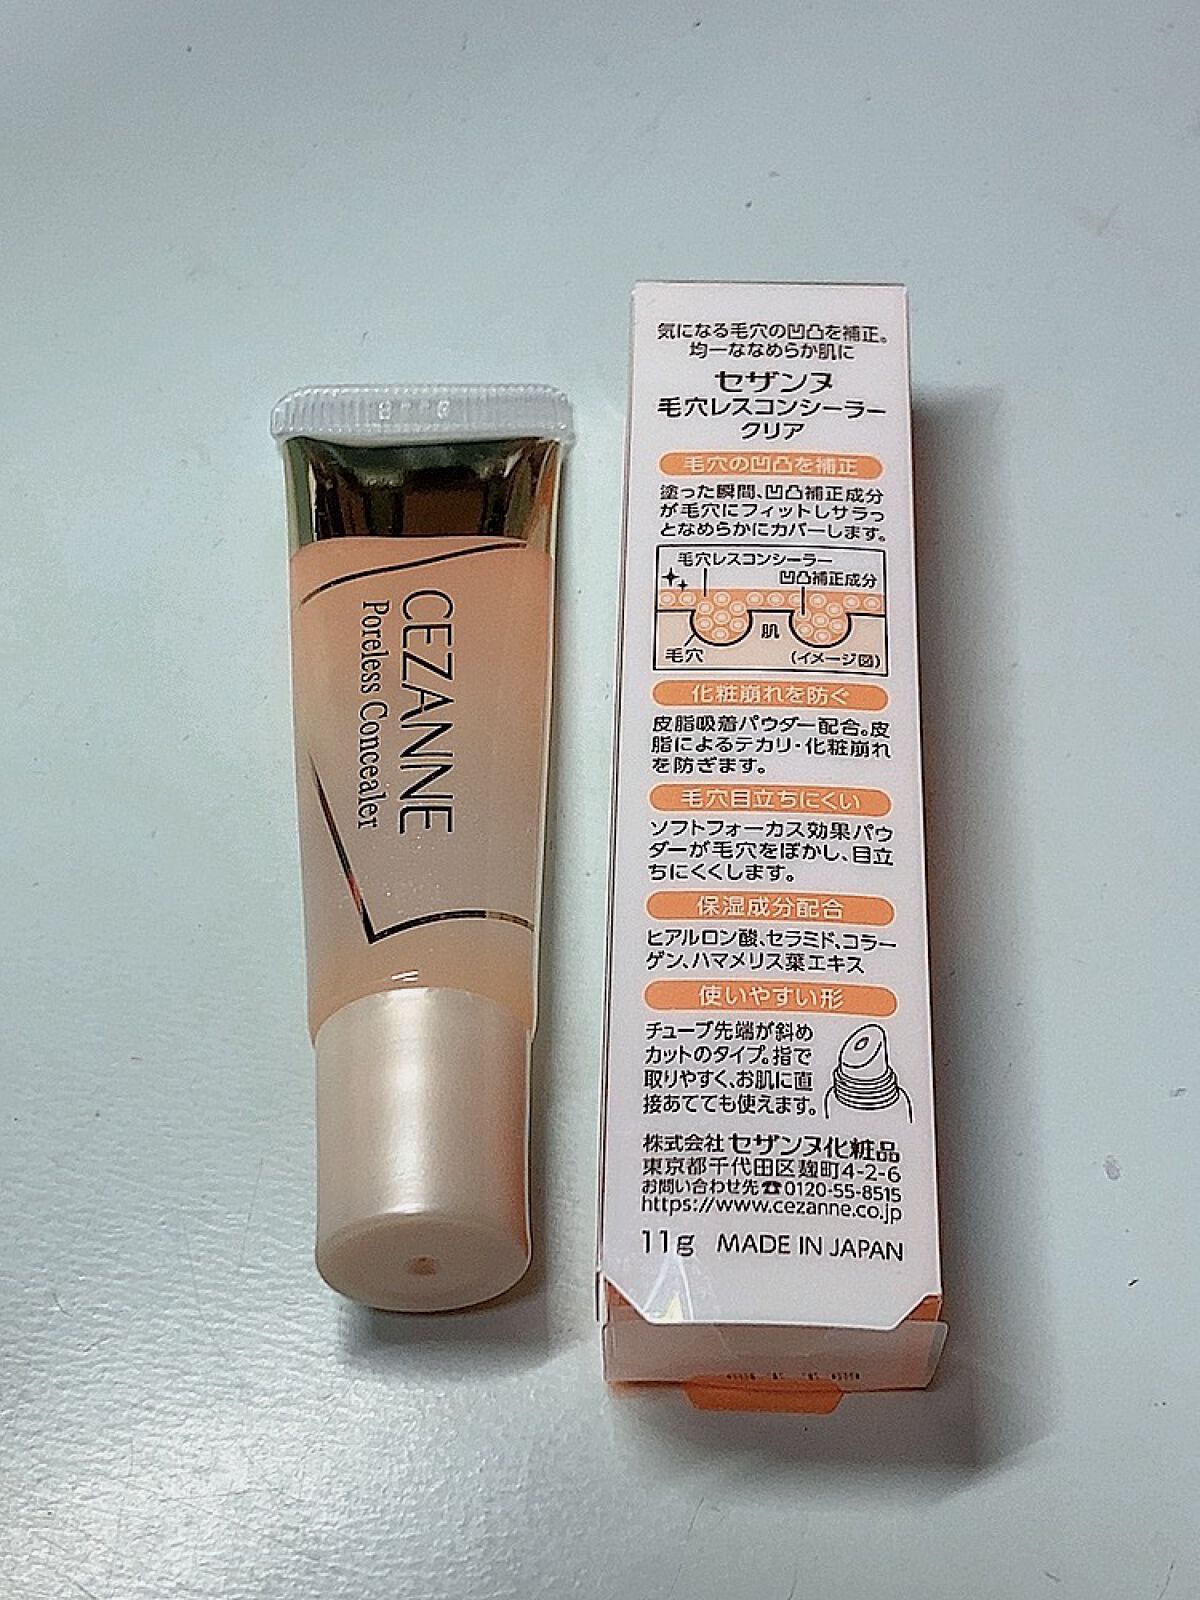 CEZANNE
Poreless Concealer
気になる毛穴の凹凸を補正。
均一ななめらか肌に
セザンヌ
毛穴レスコンシーラー
クリア
毛穴の凹凸を補正
塗った瞬間、凹凸補正成分
が毛穴にフィットしサラっ
となめらかにカバーします。
毛穴レスコンシーラー
凹凸補正成分
肌
毛穴
(イメージ図)
化粧崩れを防ぐ
皮脂吸着パウダー配合。皮
脂によるテカリ・化粧崩れ
を防ぎます。
毛穴目立ちにくい
ソフトフォーカス効果パウ
ダーが毛穴をぼかし、目立
ちにくくします。
保湿成分配合
ヒアルロン酸、セラミド、コラー
ゲン、ハマメリス葉エキス
使いやすい形
チューブ先端が斜め
カットのタイプ。指で
取りやすく、お肌に直
接あてても使えます。
株式会社 セザンヌ化粧品
東京都千代田区麹町4-2-6
お問い合わせ先☎0120-55-8515
https://www.cezanne.co.jp
11g MADE IN JAPAN